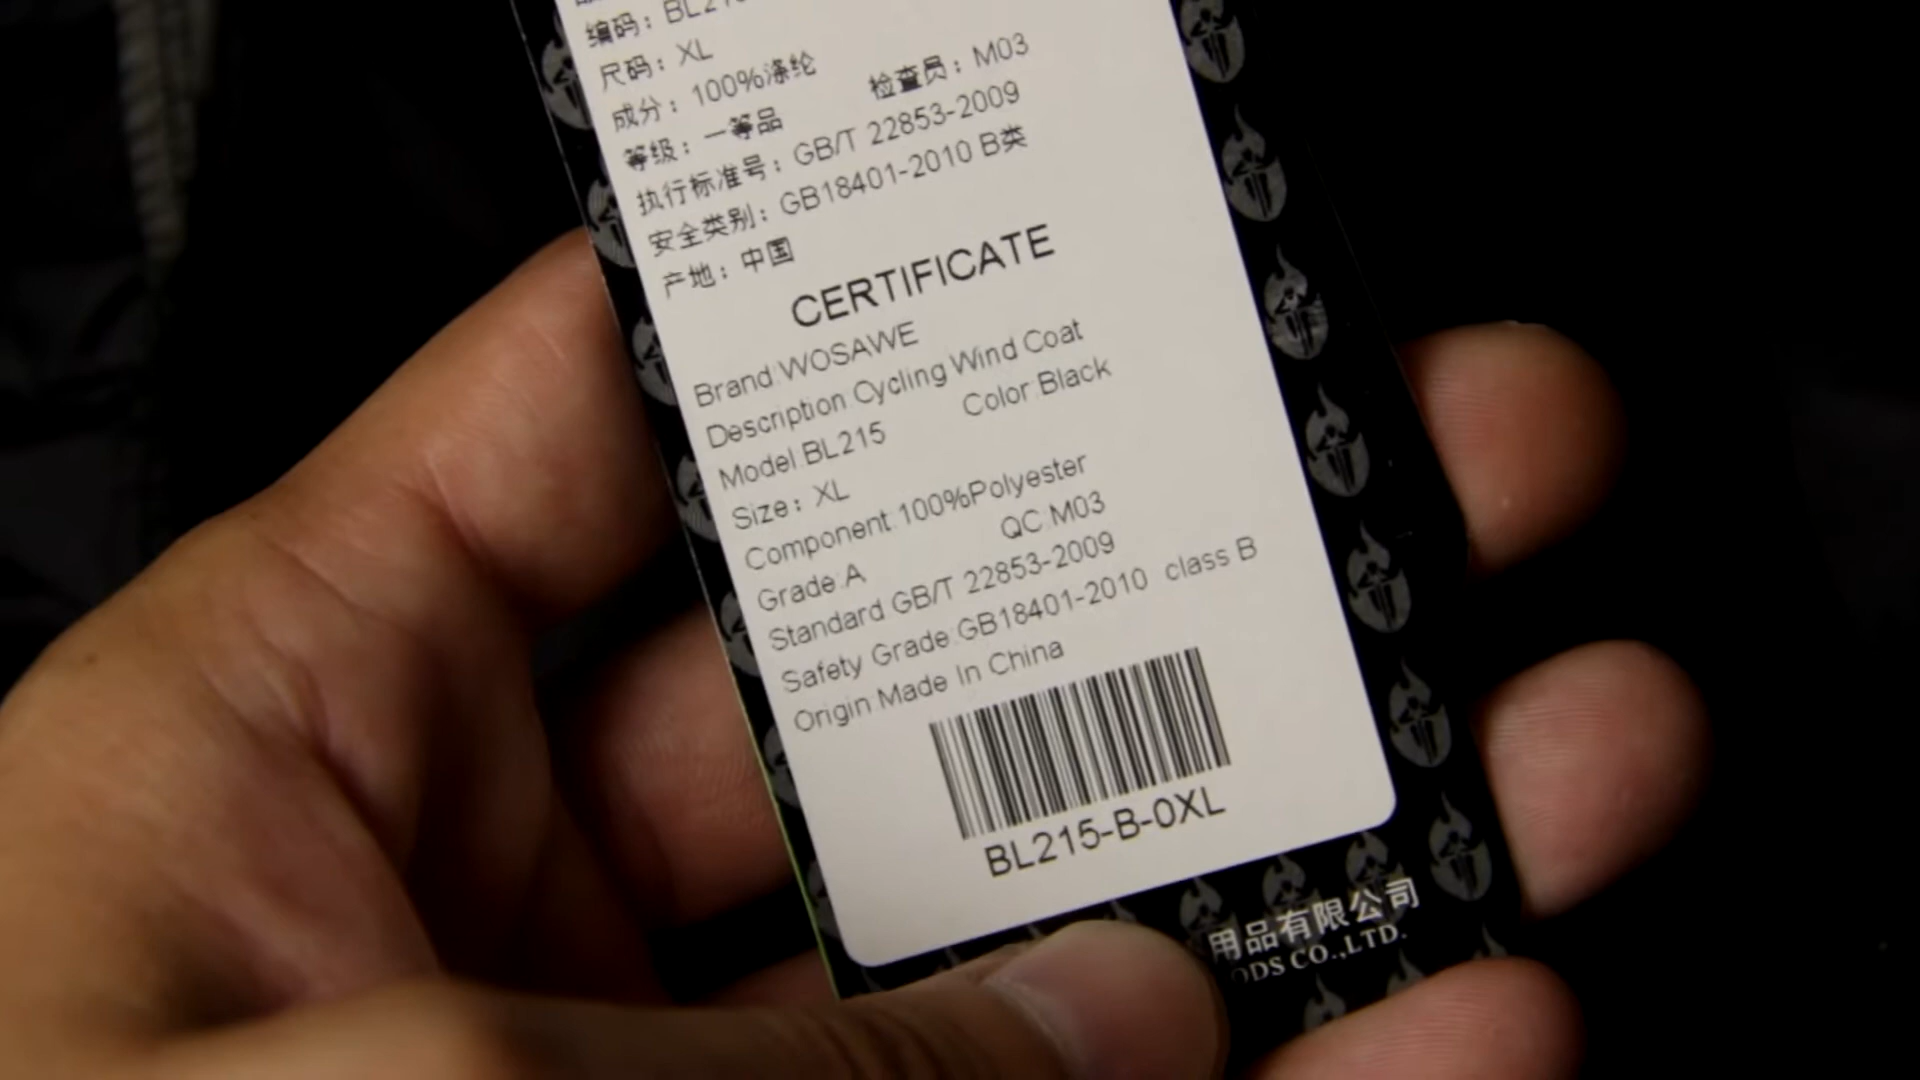 编码：BL215
尺码：XL
成分：100%涤纶
等级：一等品 检查员：M03
执行标准号：GB/T 22853-2009
安全类别：GB18401-2010 B类
产地：中国
CERTIFICATE
Brand:WOSAWE
Description:Cycling Wind Coat
Model:BL215 Color:Black
Size：XL
Component:100%Polyester
Grade:A QC:M03
Standard GB/T 22853-2009
Safety Grade:GB18401-2010 class B
Origin:Made In China
BL215-B-0XL
用品有限公司
ODS CO.,LTD.